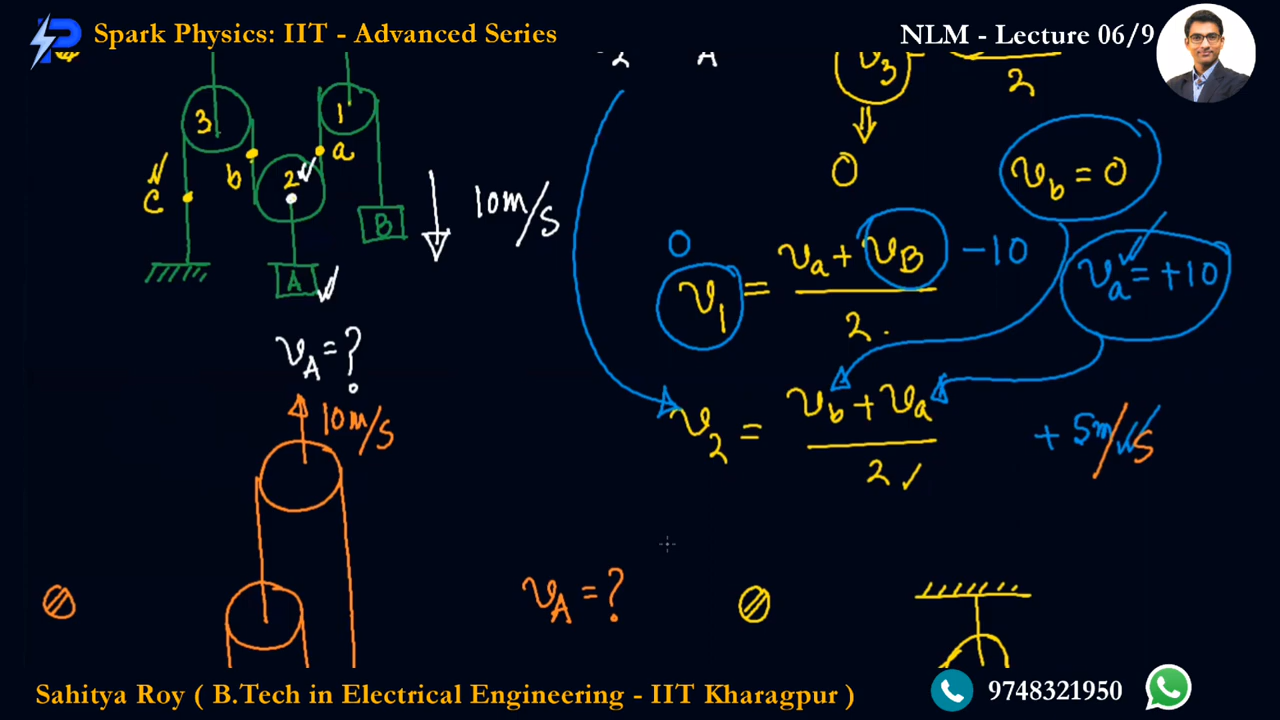 Spark Physics: IIT - Advanced Series
NLM - Lecture 06/9
2 A
v3
2
0
3
1
a
b
2
c
B
A
10m/s
vA = ?
vb = 0
0
v1 = va + vB - 10
2
va = +10
v2 = vb + va
2
+ 5m/s
10m/s
vA = ?
Sahitya Roy ( B.Tech in Electrical Engineering - IIT Kharagpur )
9748321950